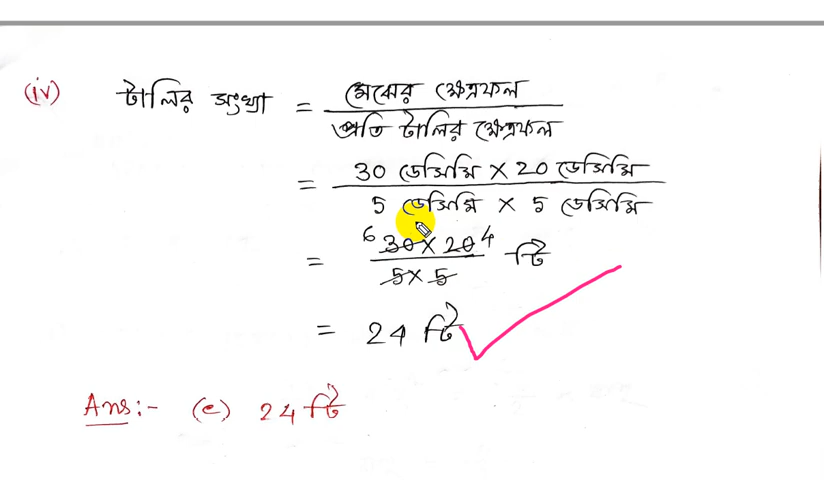 (iv) টালির সংখ্যা = মেঝের ক্ষেত্রফল
প্রতি টালির ক্ষেত্রফল
= 30 ডেসিমি × 20 ডেসিমি
5 ডেসিমি × 5 ডেসিমি
= 6 30 × 20 4 টি
5 × 5
= 24 টি
Ans :- (c) 24 টি